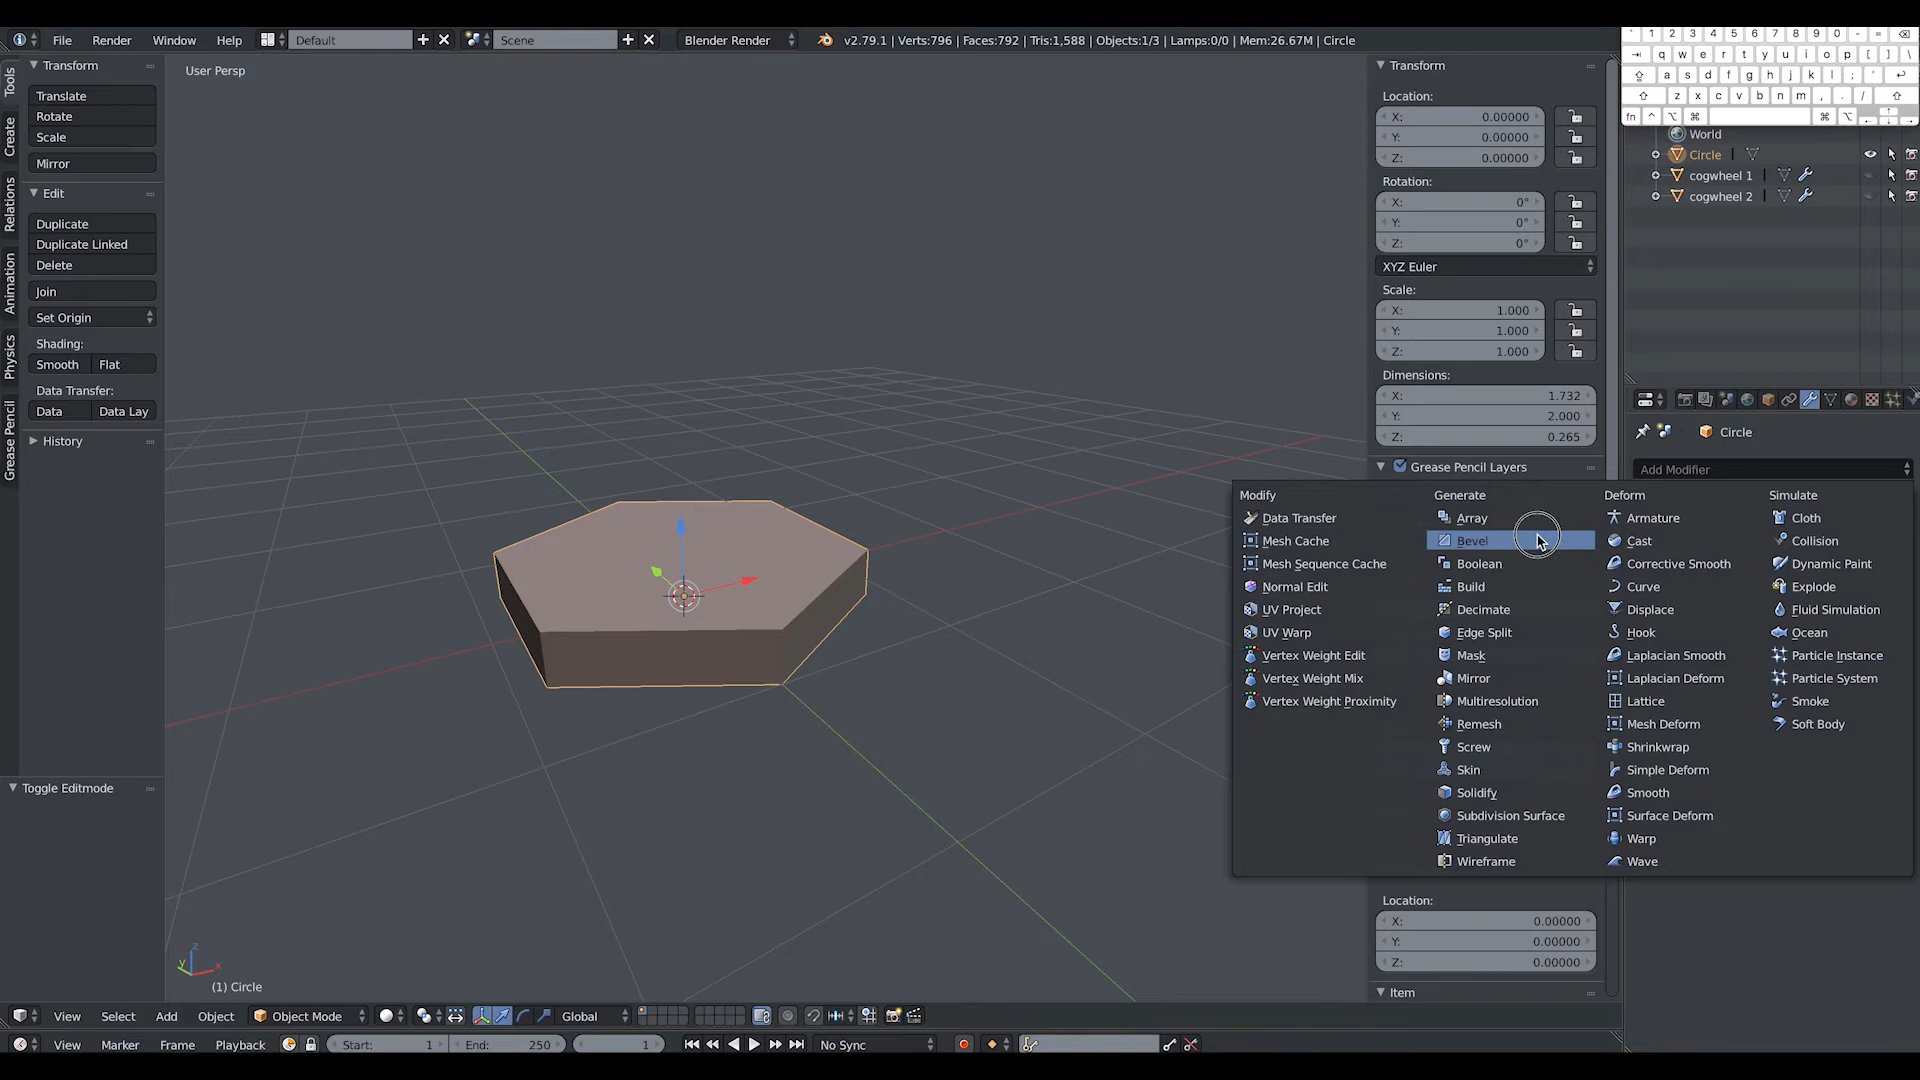 File Render Window Help Default Scene Blender Render v2.79.1 | Verts:796 | Faces:792 | Tris:1,588 | Objects:1/3 | Lamps:0/0 | Mem:26.67M | Circle
` 1 2 3 4 5 6 7 8 9 0 - =
q w e r t y u i o p [ ] \
a s d f g h j k l ; '
z x c v b n m , . /
fn
Tools
Create
Relations
Animation
Physics
Grease Pencil
Transform
Translate
Rotate
Scale
Mirror
Edit
Duplicate
Duplicate Linked
Delete
Join
Set Origin
Shading:
Smooth Flat
Data Transfer:
Data Data Lay
History
Toggle Editmode
User Persp
z
y x
(1) Circle
Transform
Location:
X: 0.00000
Y: 0.00000
Z: 0.00000
Rotation:
X: 0°
Y: 0°
Z: 0°
XYZ Euler
Scale:
X: 1.000
Y: 1.000
Z: 1.000
Dimensions:
X: 1.732
Y: 2.000
Z: 0.265
Grease Pencil Layers
World
Circle
cogwheel 1
cogwheel 2
Circle
Add Modifier
Modify
Data Transfer
Mesh Cache
Mesh Sequence Cache
Normal Edit
UV Project
UV Warp
Vertex Weight Edit
Vertex Weight Mix
Vertex Weight Proximity
Generate
Array
Bevel
Boolean
Build
Decimate
Edge Split
Mask
Mirror
Multiresolution
Remesh
Screw
Skin
Solidify
Subdivision Surface
Triangulate
Wireframe
Deform
Armature
Cast
Corrective Smooth
Curve
Displace
Hook
Laplacian Smooth
Laplacian Deform
Lattice
Mesh Deform
Shrinkwrap
Simple Deform
Smooth
Surface Deform
Warp
Wave
Simulate
Cloth
Collision
Dynamic Paint
Explode
Fluid Simulation
Ocean
Particle Instance
Particle System
Smoke
Soft Body
Location:
X: 0.00000
Y: 0.00000
Z: 0.00000
Item
View Select Add Object Object Mode Global
View Marker Frame Playback Start: 1 End: 250 1 No Sync